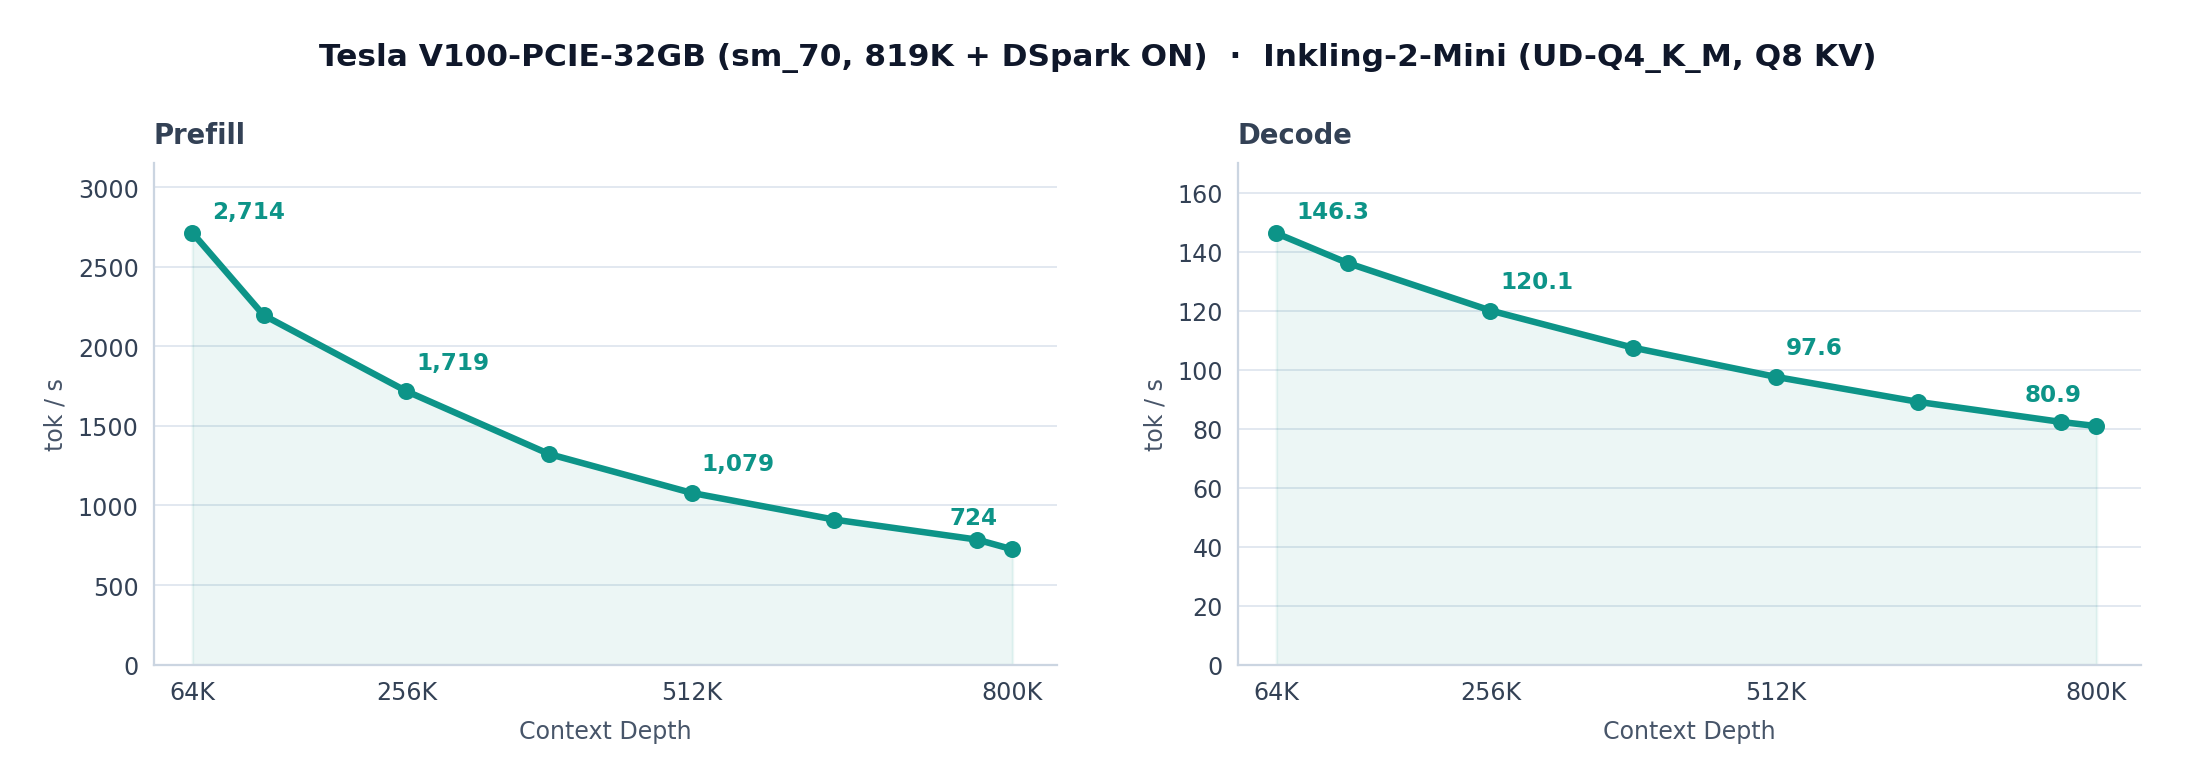 Tesla V100-PCIE-32GB (sm_70, 819K + DSpark ON)  ·  Inkling-2-Mini (UD-Q4_K_M, Q8 KV)
Prefill
3000
2500
2000
1500
1000
500
0
tok / s
2,714
1,719
1,079
724
64K
256K
512K
800K
Context Depth
Decode
160
140
120
100
80
60
40
20
0
tok / s
146.3
120.1
97.6
80.9
64K
256K
512K
800K
Context Depth